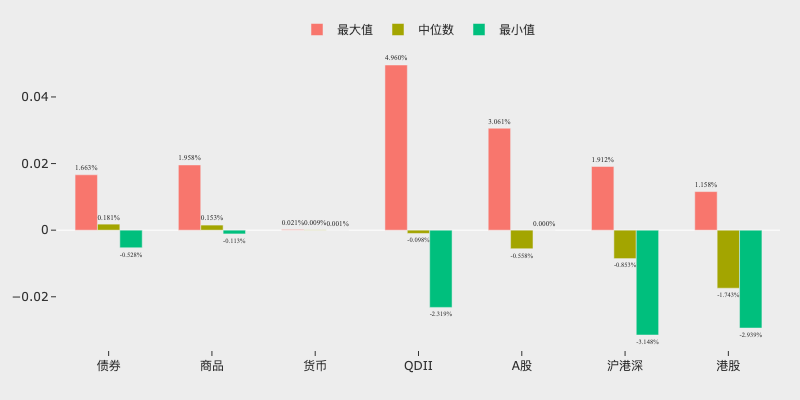 最大值 中位数 最小值
4.960%
0.04
3.061%
1.958% 1.912%
1.663%
0.02
1.158%
0.181% 0.153% 0.021% 0.009% 0.001% 0.000%
0
-0.528% -0.113% -0.098% -0.558% -0.853% -1.743%
−0.02
-2.319% -3.148% -2.939%
债券 商品 货币 QDII A股 沪港深 港股